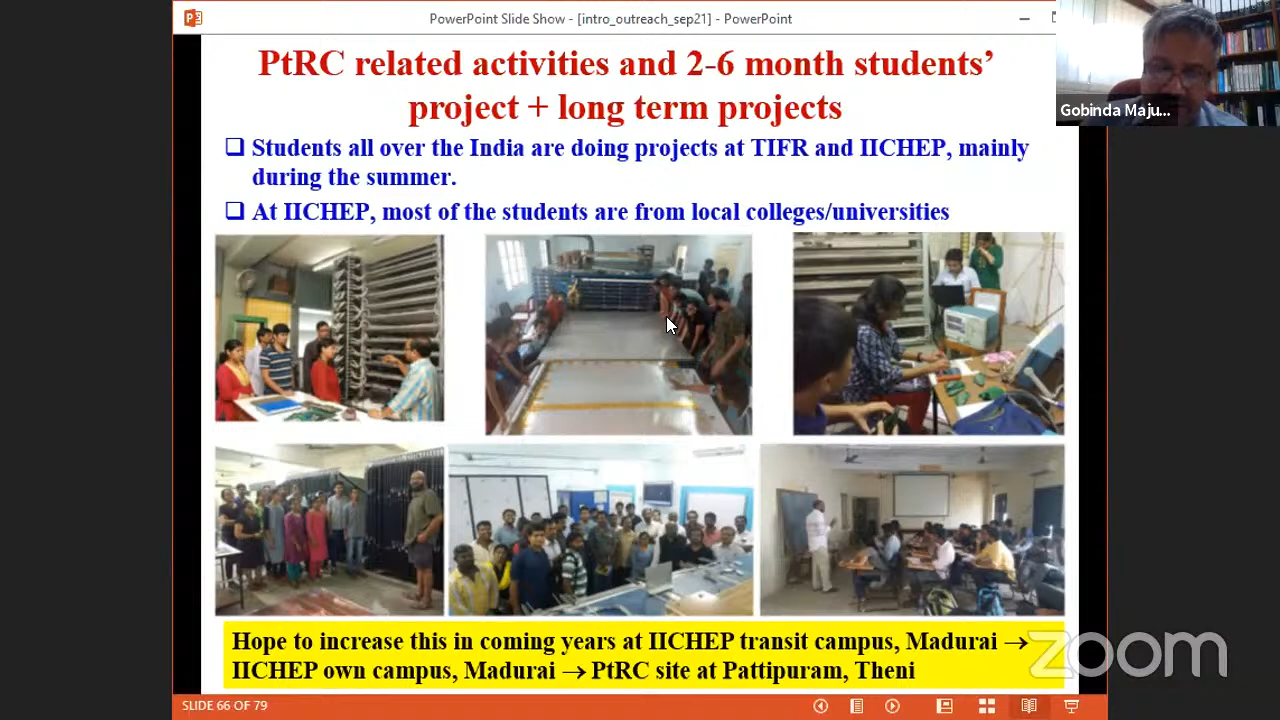 PowerPoint Slide Show - [intro_outreach_sep21] - PowerPoint
PtRC related activities and 2-6 month students’
project + long term projects
Students all over the India are doing projects at TIFR and IICHEP, mainly
during the summer.
At IICHEP, most of the students are from local colleges/universities
Hope to increase this in coming years at IICHEP transit campus, Madurai →
IICHEP own campus, Madurai → PtRC site at Pattipuram, Theni
SLIDE 66 OF 79
Gobinda Maju...
zoom